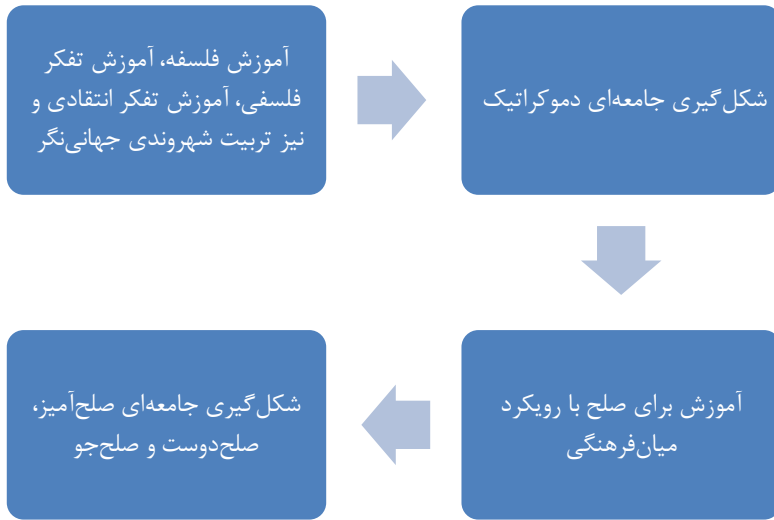 آموزش فلسفه، آموزش تفکر
فلسفی، آموزش تفکر انتقادی و
نیز تربیت شهروندی جهانی‌نگر
شکل‌گیری جامعه‌ای دموکراتیک
آموزش برای صلح با رویکرد
میان‌فرهنگی
شکل‌گیری جامعه‌ای صلح‌آمیز،
صلح‌دوست و صلح‌جو